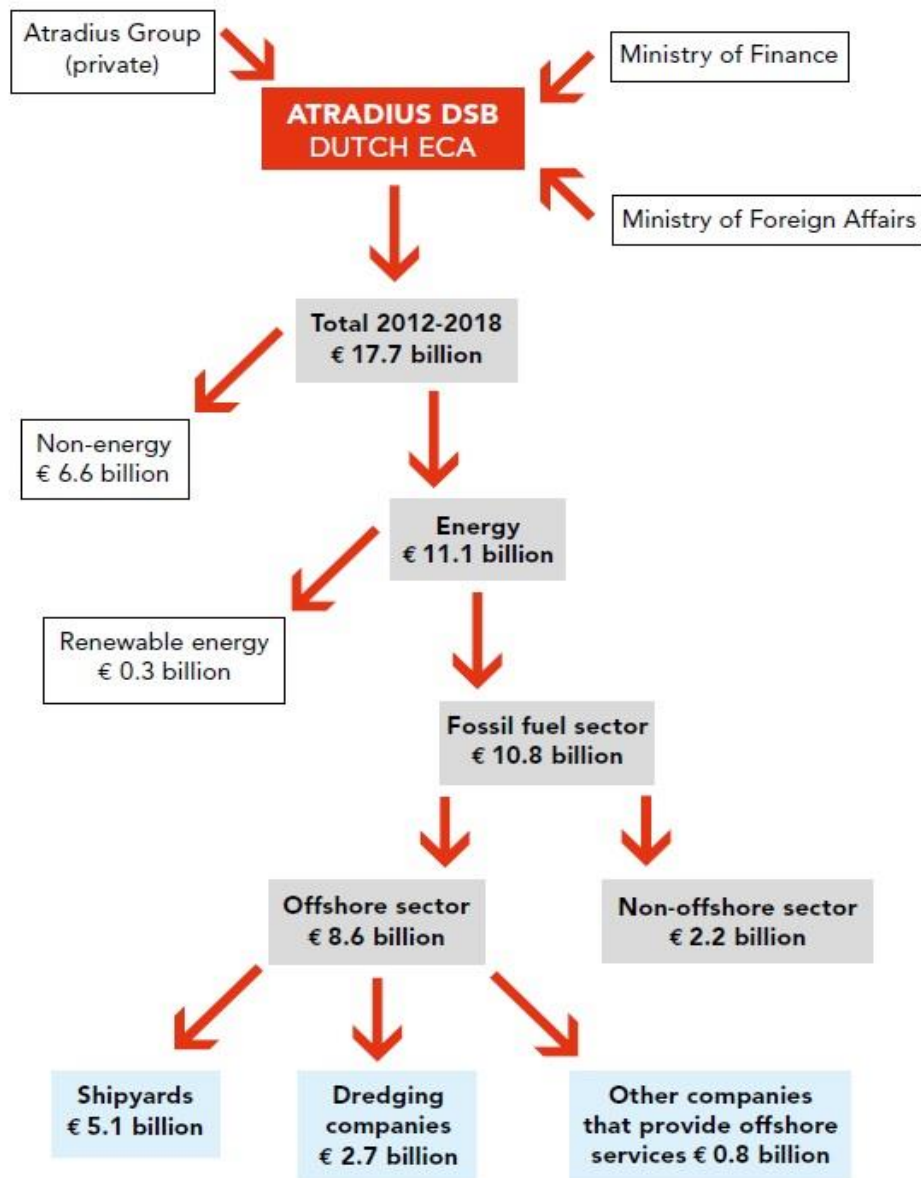 Atradius Group
(private)
Ministry of Finance
ATRADIUS DSB
DUTCH ECA
Ministry of Foreign Affairs
Total 2012-2018
€ 17.7 billion
Non-energy
€ 6.6 billion
Energy
€ 11.1 billion
Renewable energy
€ 0.3 billion
Fossil fuel sector
€ 10.8 billion
Offshore sector
€ 8.6 billion
Non-offshore sector
€ 2.2 billion
Shipyards
€ 5.1 billion
Dredging
companies
€ 2.7 billion
Other companies
that provide offshore
services € 0.8 billion